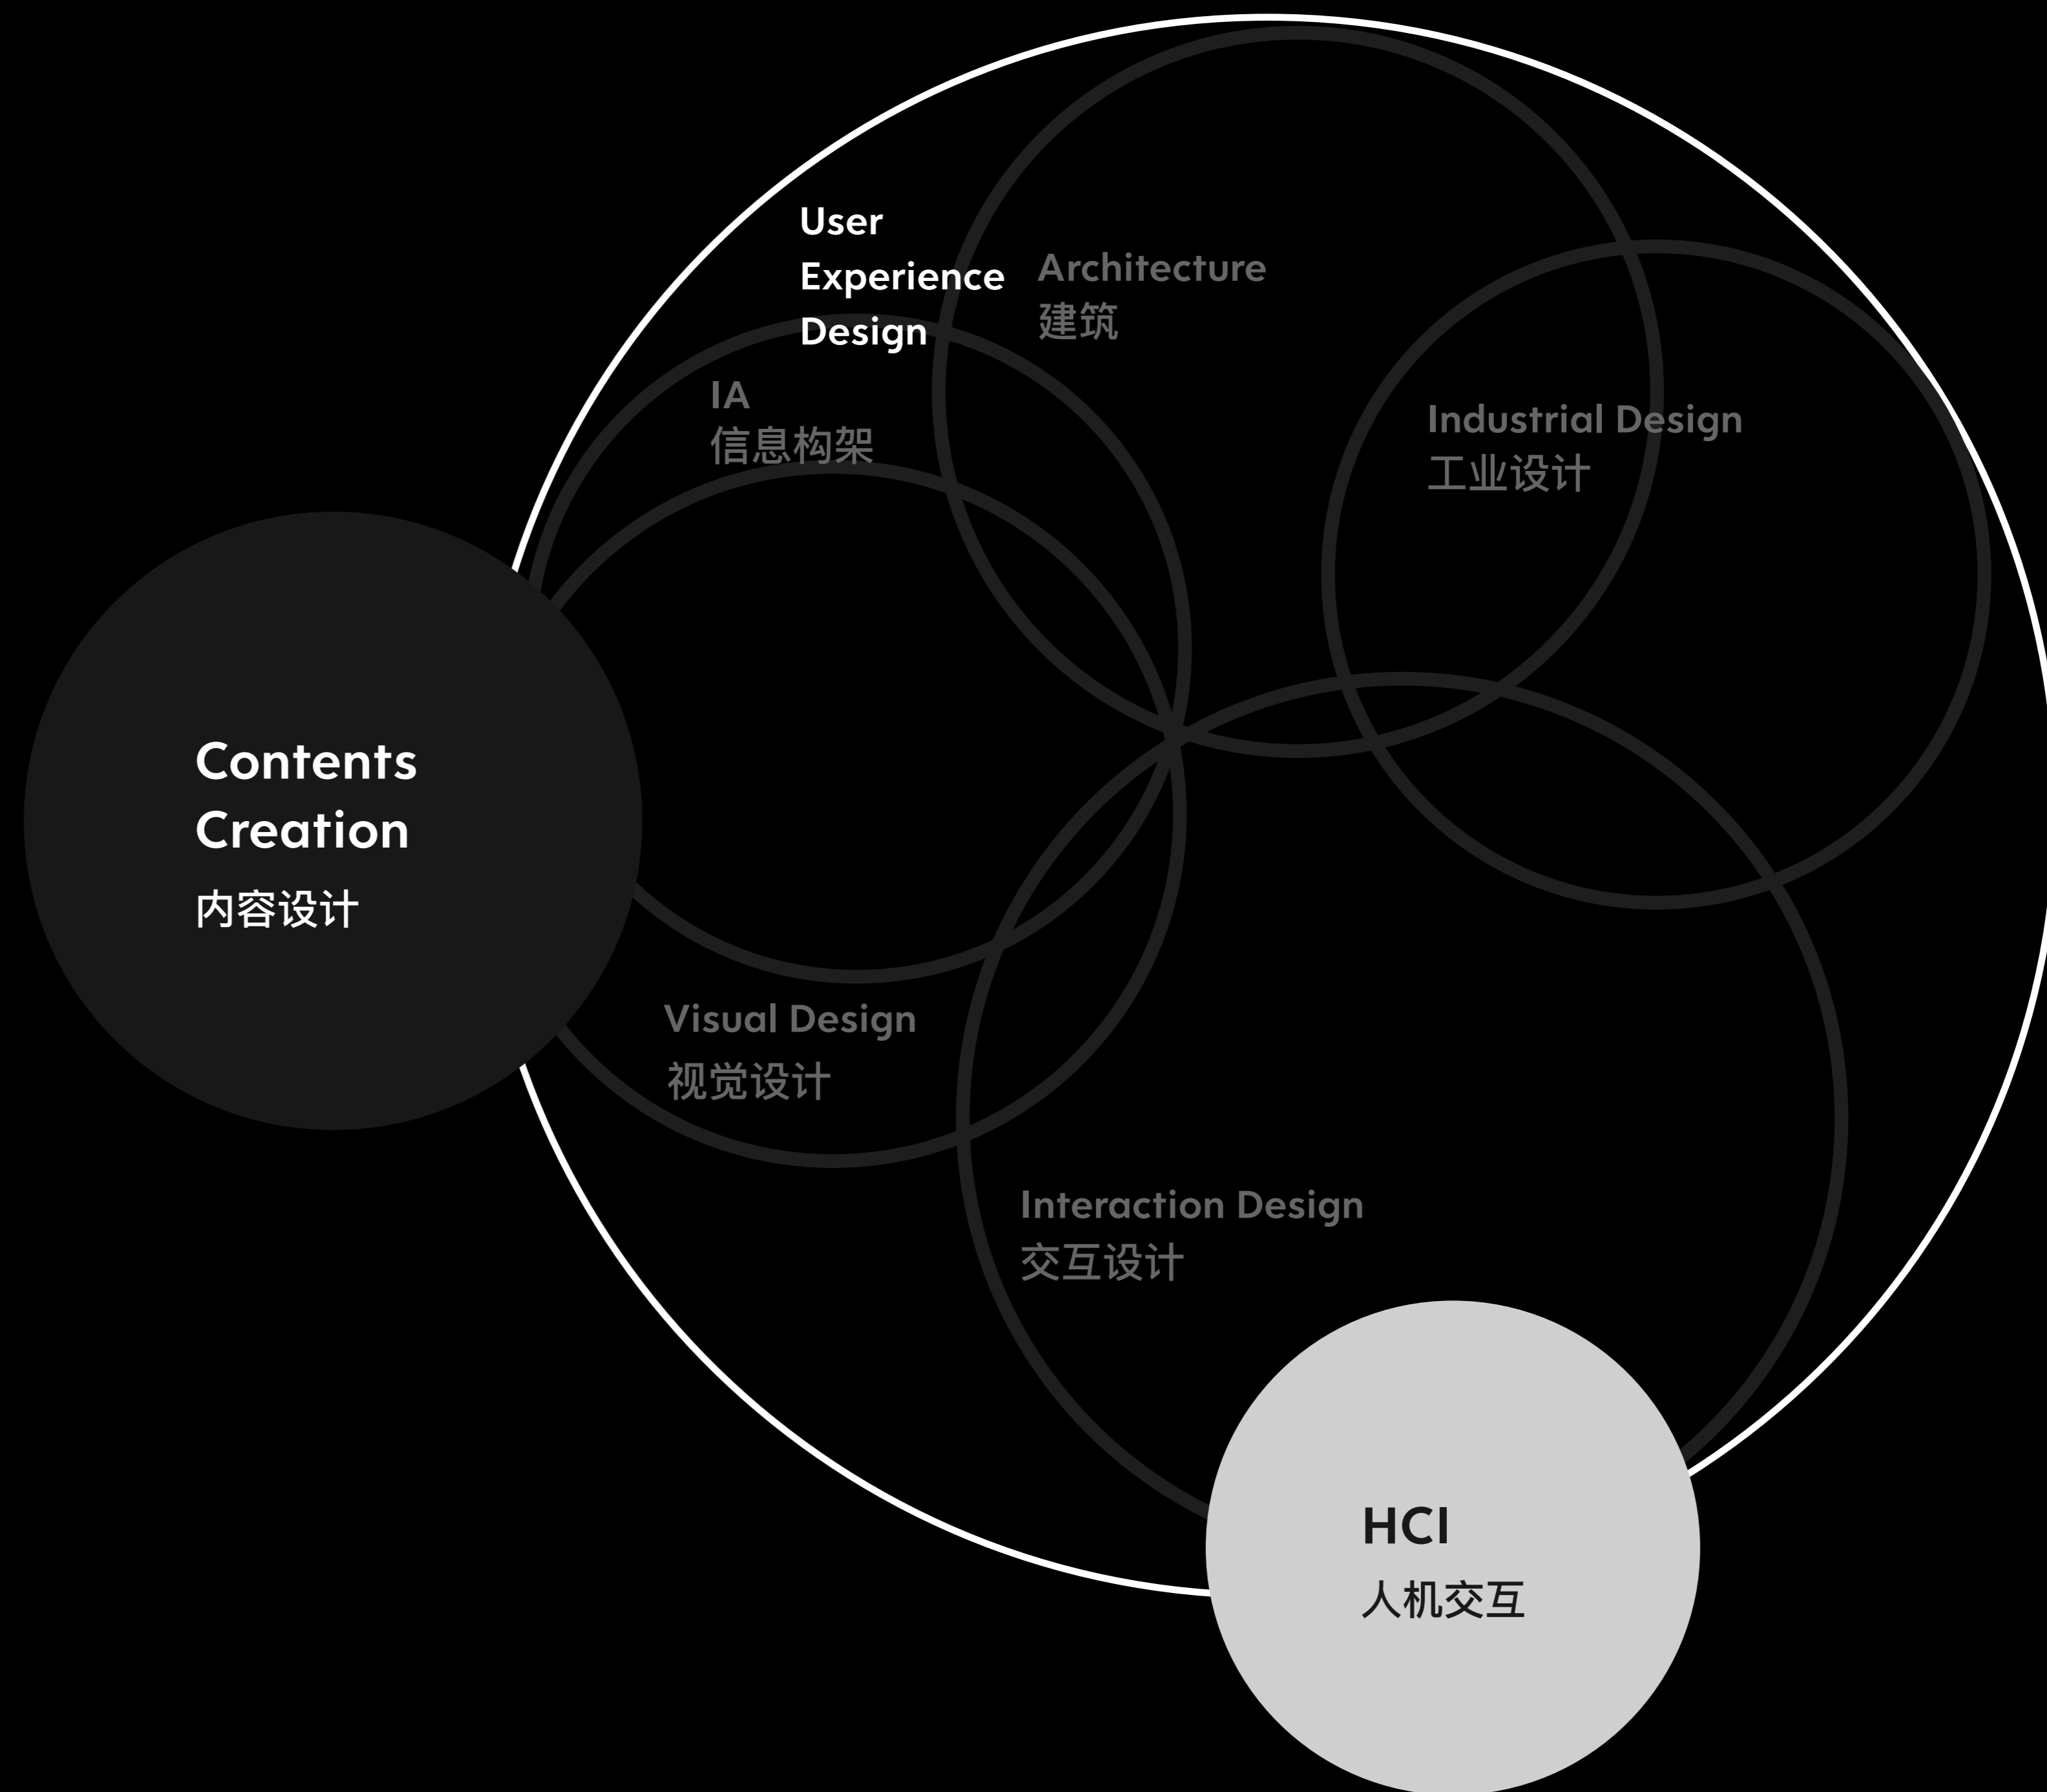 User
Experience
Design
Architecture
建筑
IA
信息构架
Industrial Design
工业设计
Contents
Creation
内容设计
Visual Design
视觉设计
Interaction Design
交互设计
HCI
人机交互